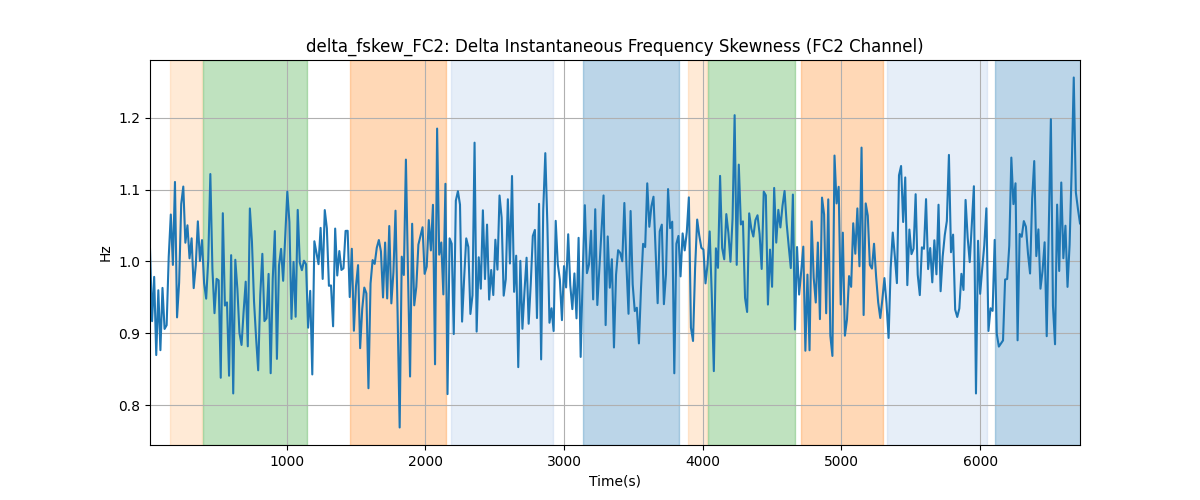 delta_fskew_FC2: Delta Instantaneous Frequency Skewness (FC2 Channel)
Hz
1.2
1.1
1.0
0.9
0.8
1000 2000 3000 4000 5000 6000
Time(s)